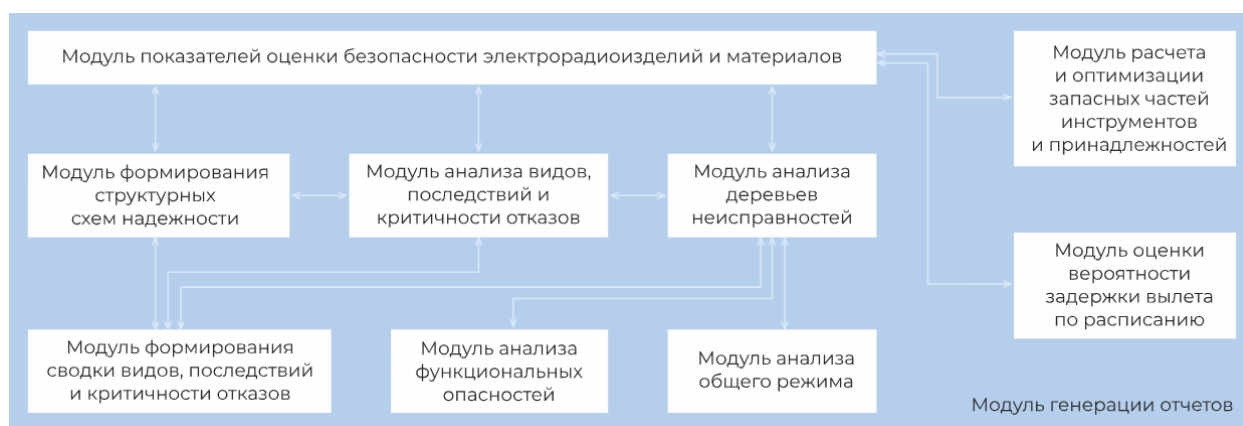 Модуль показателей оценки безопасности электрорадиоизделий и материалов
Модуль расчета
и оптимизации
запасных частей
инструментов
и принадлежностей
Модуль формирования
структурных
схем надежности
Модуль анализа видов,
последствий и
критичности отказов
Модуль анализа
деревьев
неисправностей
Модуль оценки
вероятности
задержки вылета
по расписанию
Модуль формирования
сводки видов, последствий
и критичности отказов
Модуль анализа
функциональных
опасностей
Модуль анализа
общего режима
Модуль генерации отчетов